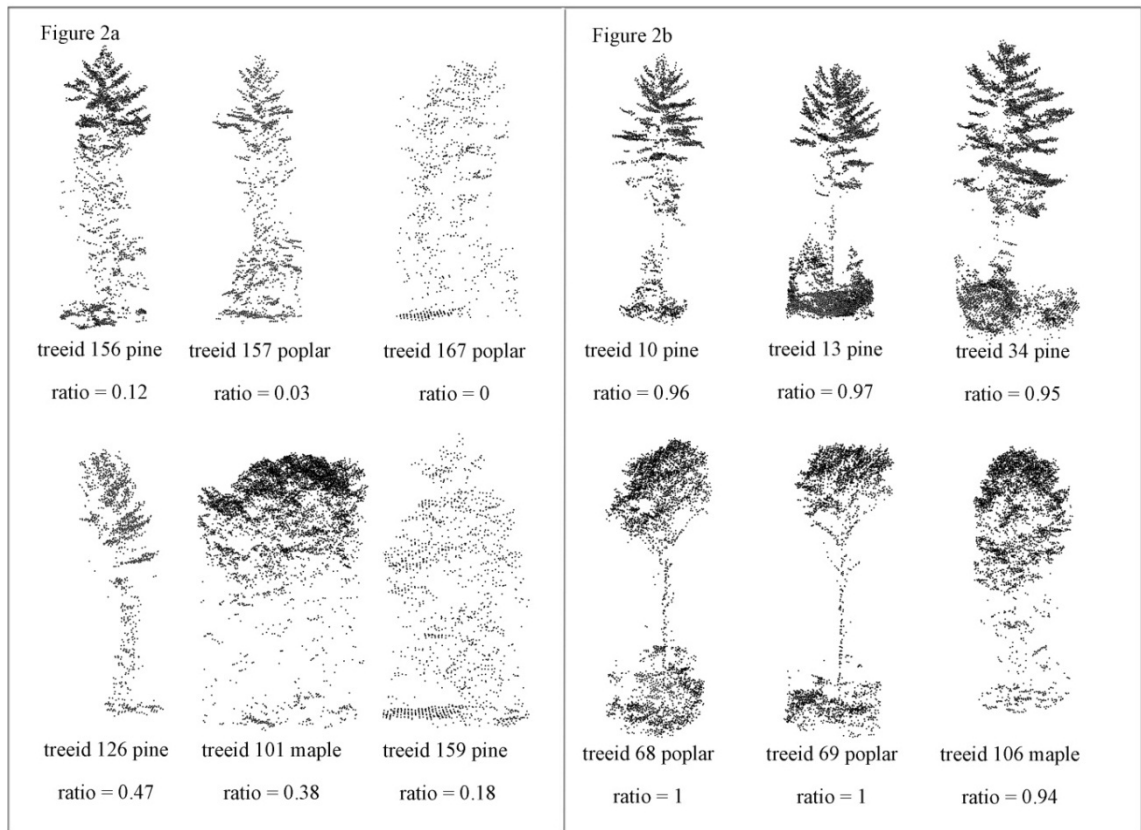 Figure 2a
treeid 156 pine treeid 157 poplar treeid 167 poplar
ratio = 0.12 ratio = 0.03 ratio = 0
treeid 126 pine treeid 101 maple treeid 159 pine
ratio = 0.47 ratio = 0.38 ratio = 0.18
Figure 2b
treeid 10 pine treeid 13 pine treeid 34 pine
ratio = 0.96 ratio = 0.97 ratio = 0.95
treeid 68 poplar treeid 69 poplar treeid 106 maple
ratio = 1 ratio = 1 ratio = 0.94